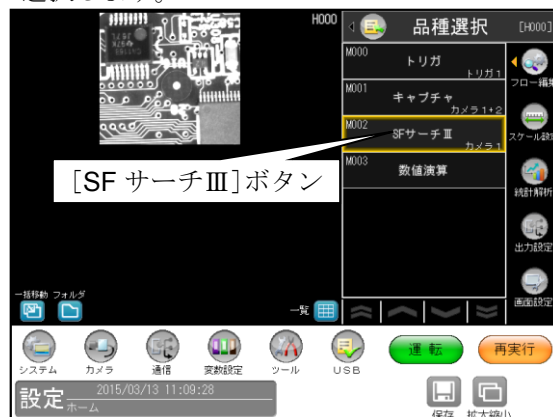 H000
品種選択
[H000]
M000
トリガ
トリガ1
M001
キャプチャ
カメラ1+2
M002
SFサーチⅢ
カメラ1
M003
数値演算
フロー編集
スケール設定
統計解析
出力設定
画面設定
[SF サーチⅢ]ボタン
一括移動 フォルダ
一覧
システム
カメラ
通信
変数設定
ツール
USB
運転
再実行
設定
2015/03/13 11:09:28
ホーム
保存
拡大縮小